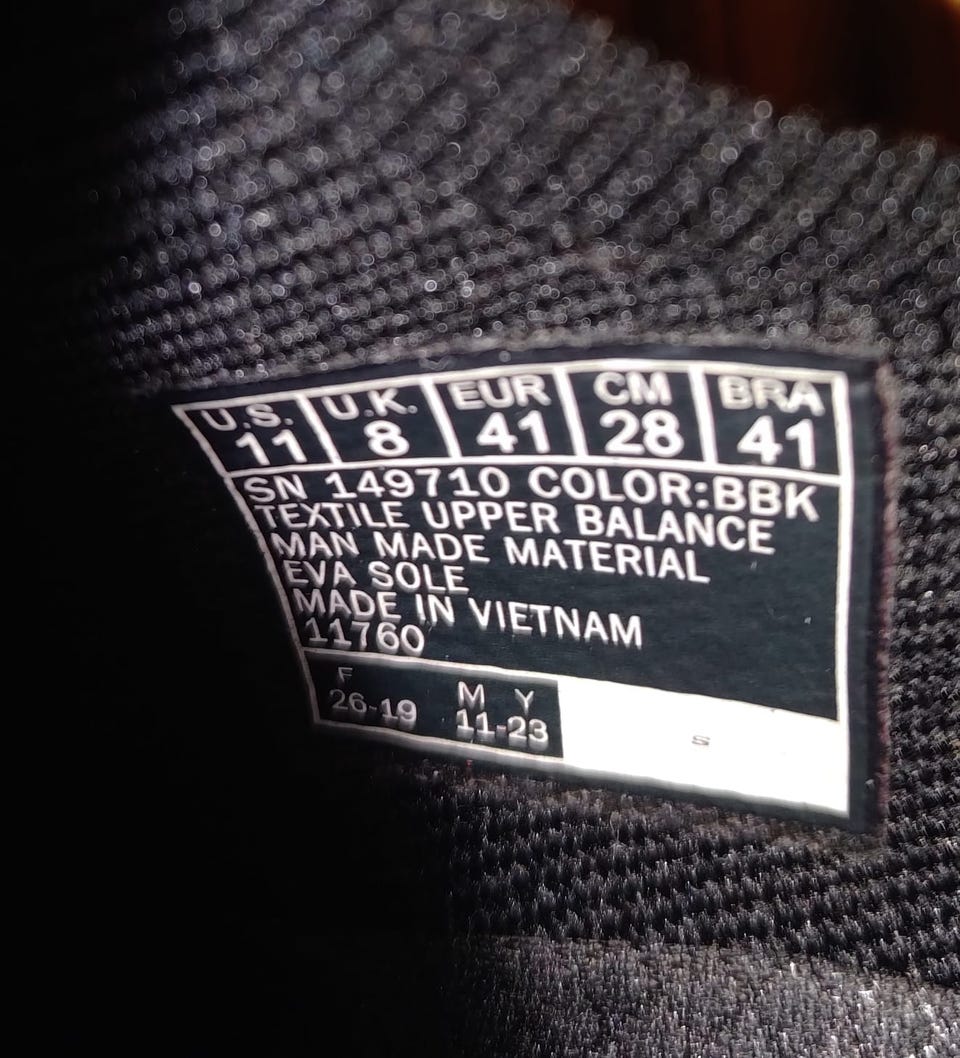 U.S. U.K. EUR CM BRA
11 8 41 28 41
SN 149710 COLOR:BBK
TEXTILE UPPER BALANCE
MAN MADE MATERIAL
EVA SOLE
MADE IN VIETNAM
11760
F M Y
26-19 11-23
S